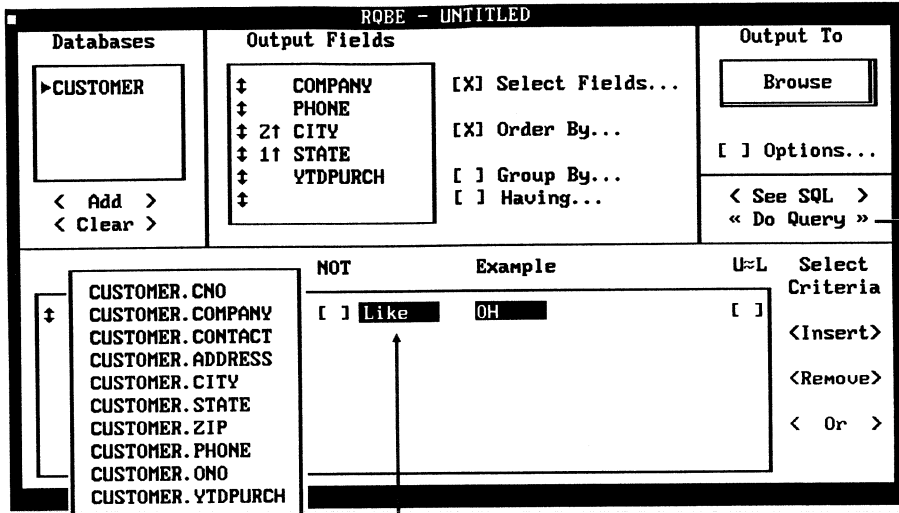 RQBE - UNTITLED
Databases
►CUSTOMER
< Add >
< Clear >
Output Fields
↕ COMPANY
↕ PHONE
↕ 2↑ CITY
↕ 1↑ STATE
↕ YTDPURCH
↕
[X] Select Fields...
[X] Order By...
[ ] Group By...
[ ] Having...
Output To
Browse
[ ] Options...
< See SQL >
« Do Query »
NOT Example U≈L
↕ [ ] Like OH [ ]
CUSTOMER.CNO
CUSTOMER.COMPANY
CUSTOMER.CONTACT
CUSTOMER.ADDRESS
CUSTOMER.CITY
CUSTOMER.STATE
CUSTOMER.ZIP
CUSTOMER.PHONE
CUSTOMER.ONO
CUSTOMER.YTDPURCH
Select
Criteria
<Insert>
<Remove>
< Or >